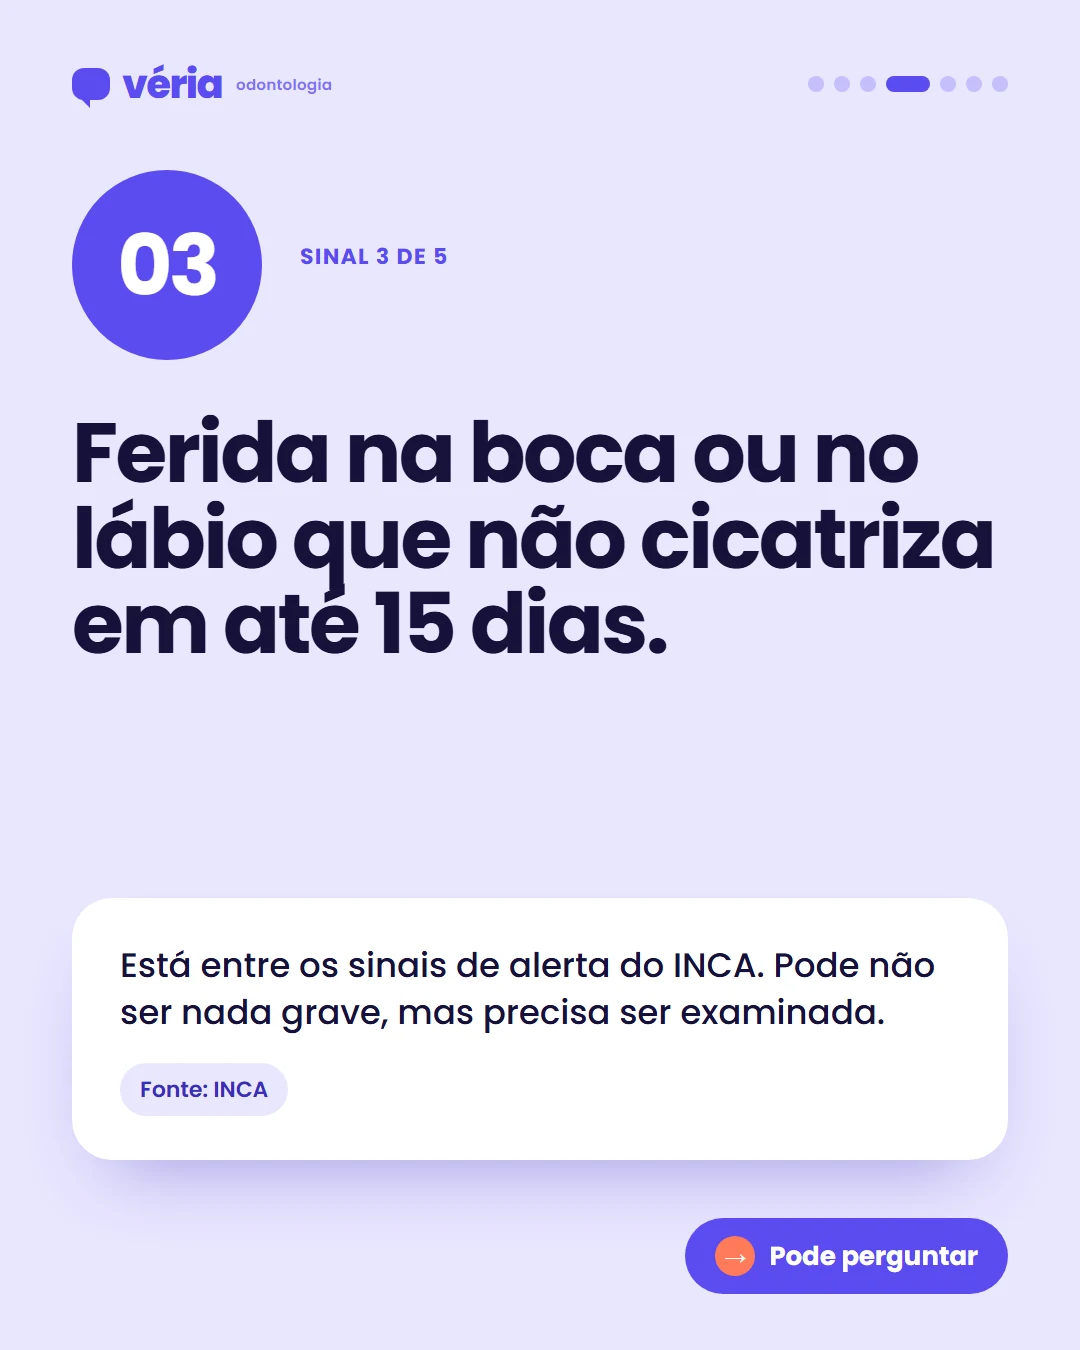 véria odontologia
03
SINAL 3 DE 5
Ferida na boca ou no
lábio que não cicatriza
em até 15 dias.
Está entre os sinais de alerta do INCA. Pode não
ser nada grave, mas precisa ser examinada.
Fonte: INCA
→ Pode perguntar